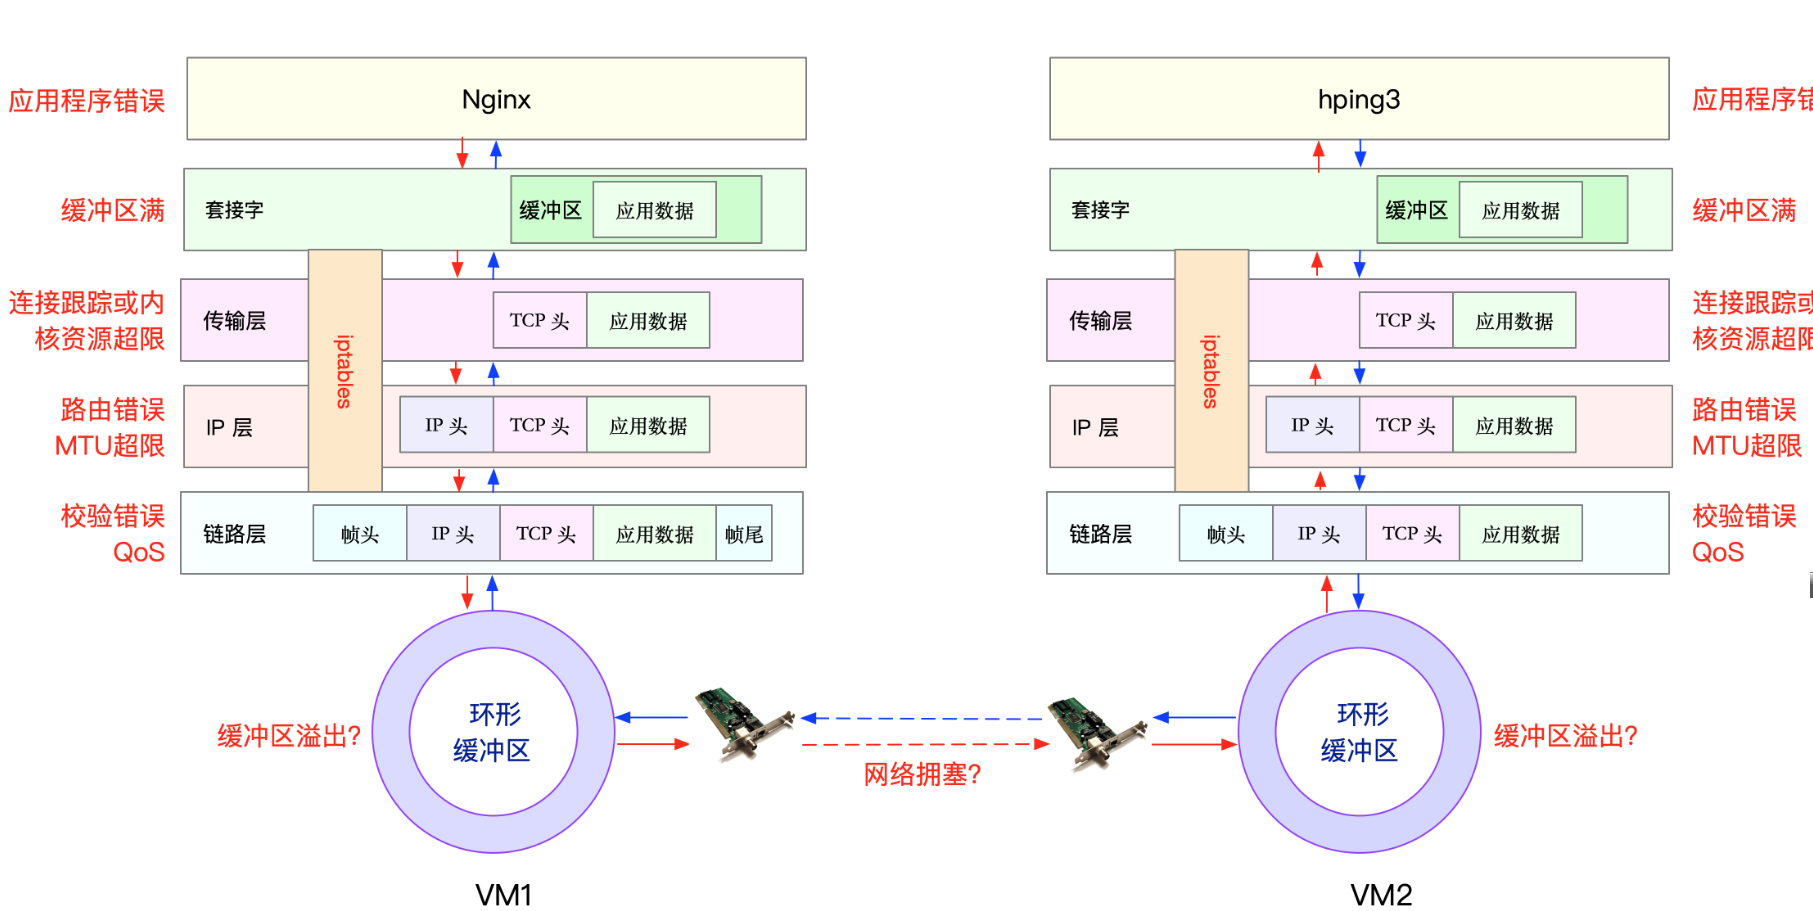 应用程序错误
Nginx
hping3
应用程序错
缓冲区满
套接字
缓冲区
应用数据
套接字
缓冲区
应用数据
缓冲区满
连接跟踪或内
核资源超限
传输层
TCP 头
应用数据
传输层
TCP 头
应用数据
连接跟踪或
核资源超限
iptables
iptables
路由错误
MTU超限
IP 层
IP 头
TCP 头
应用数据
IP 层
IP 头
TCP 头
应用数据
路由错误
MTU超限
校验错误
QoS
链路层
帧头
IP 头
TCP 头
应用数据
帧尾
链路层
帧头
IP 头
TCP 头
应用数据
校验错误
QoS
缓冲区溢出?
环形
缓冲区
网络拥塞?
环形
缓冲区
缓冲区溢出?
VM1
VM2